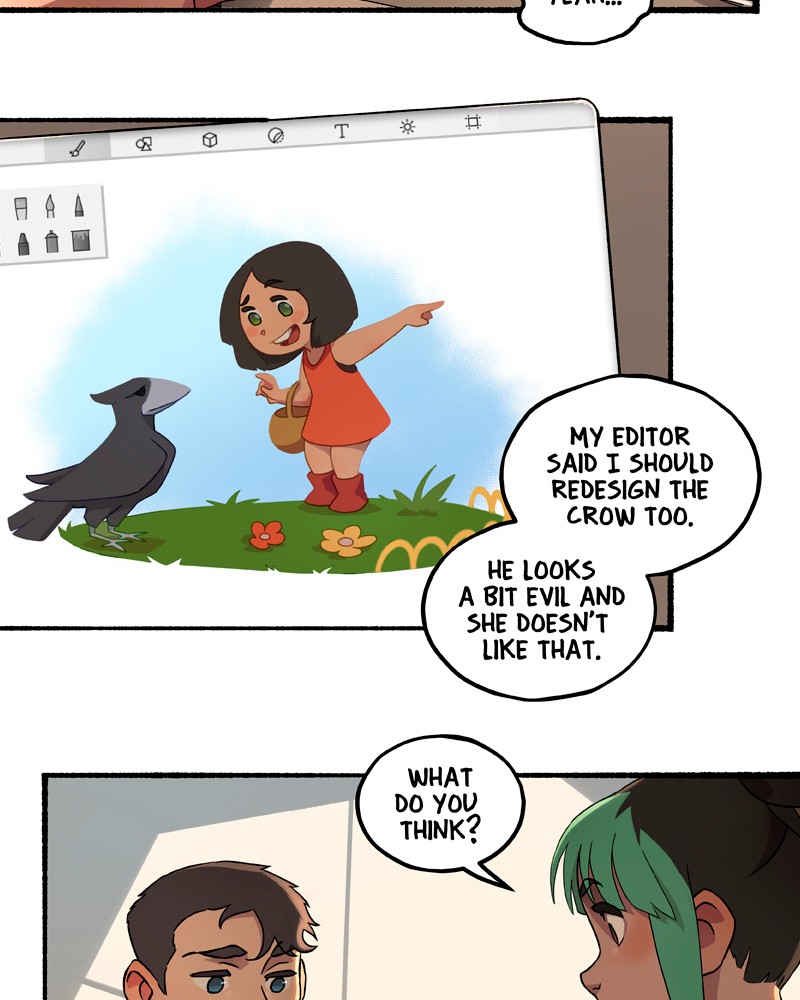 MY EDITOR
SAID I SHOULD
REDESIGN THE
CROW TOO.
HE LOOKS
A BIT EVIL AND
SHE DOESN'T
LIKE THAT.
WHAT
DO YOU
THINK?